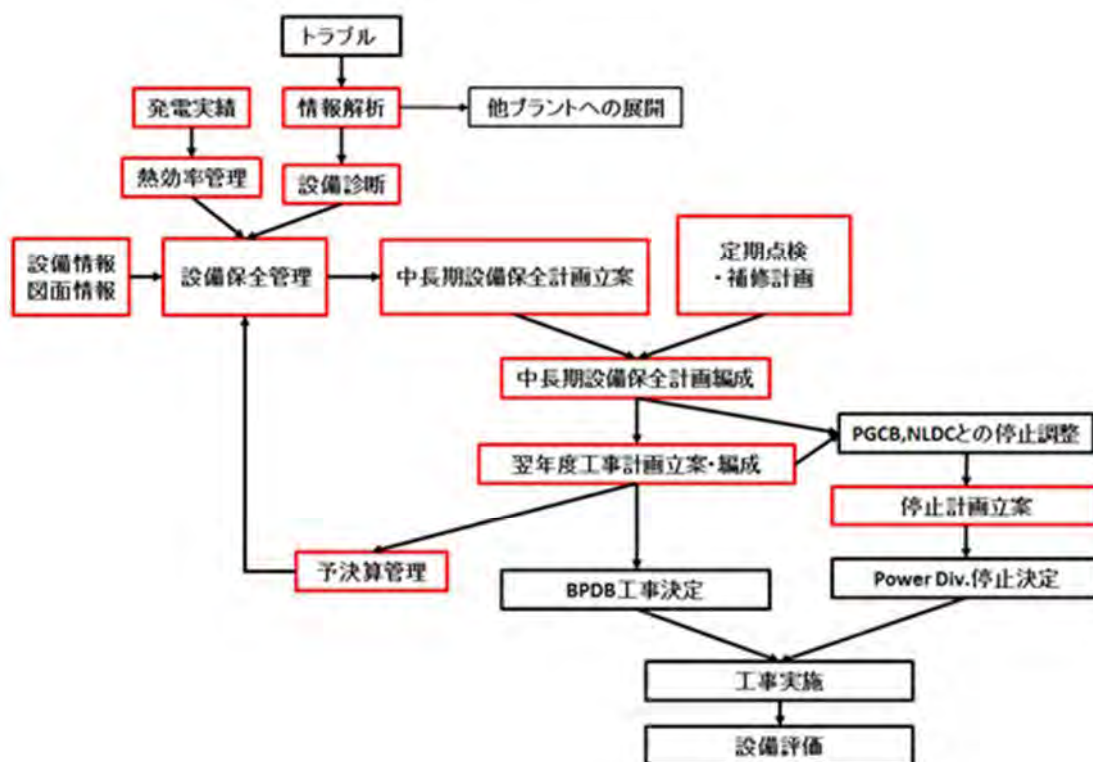 トラブル
発電実績
情報解析
他プラントへの展開
熱効率管理
設備診断
設備情報
図面情報
設備保全管理
中長期設備保全計画立案
定期点検
・補修計画
中長期設備保全計画編成
PGCB,NLDCとの停止調整
翌年度工事計画立案・編成
停止計画立案
予決算管理
BPDB工事決定
Power Div.停止決定
工事実施
設備評価